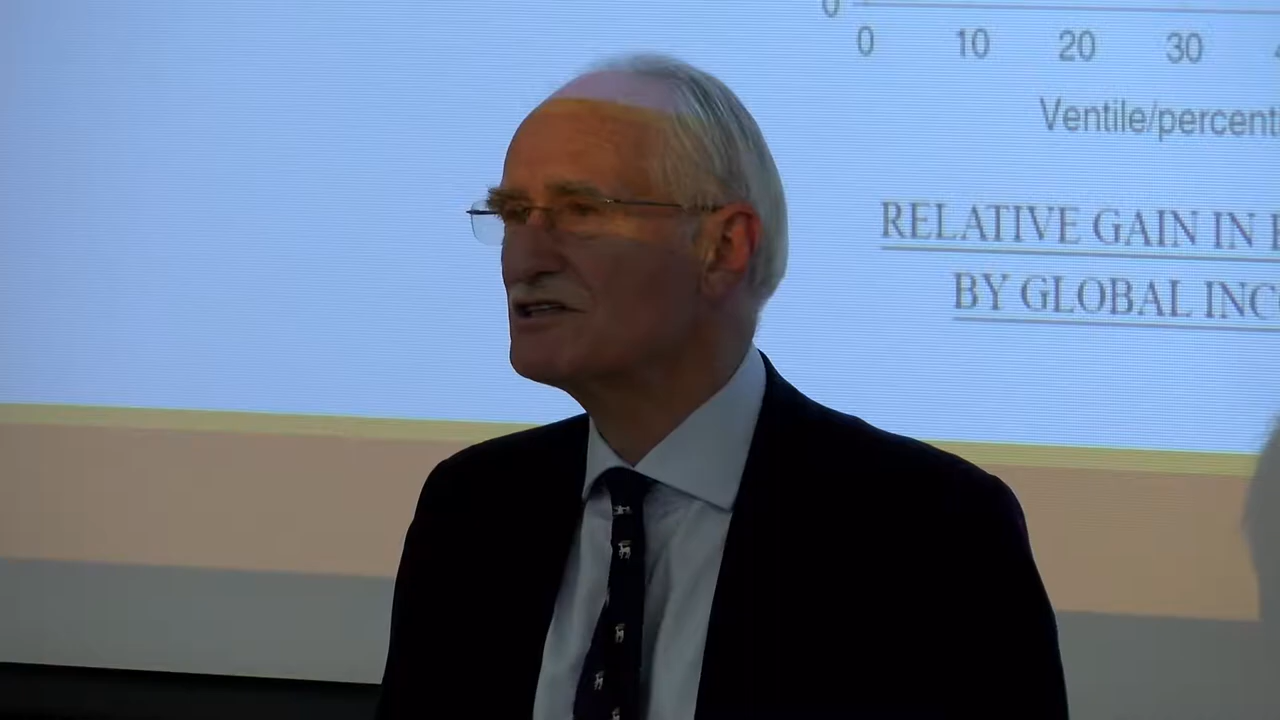 0
0 10 20 30
Ventile/percent
RELATIVE GAIN IN
BY GLOBAL INC